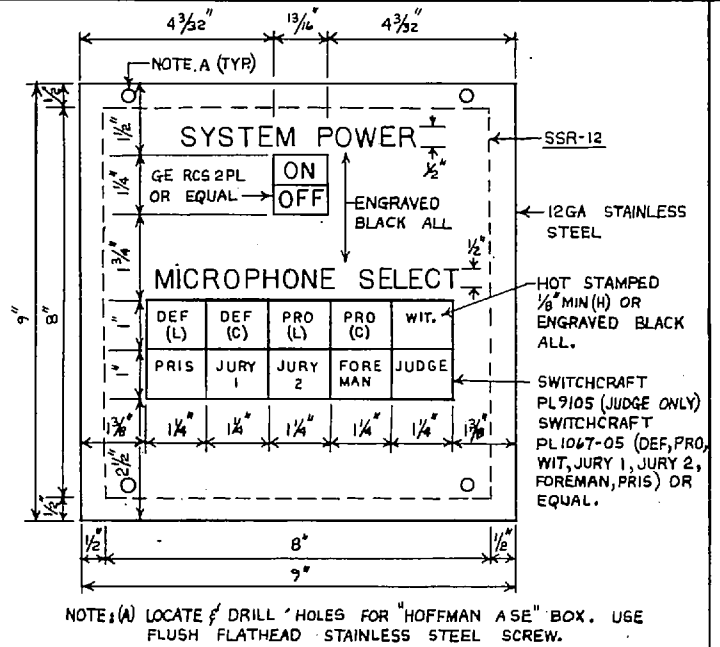 4 3/32" 13/16" 4 3/32"
NOTE.A (TYP)
1/2"
1 1/2"
SYSTEM POWER
1/2"
SSR-12
1 1/4"
GE RCS2PL
OR EQUAL
ON
OFF
ENGRAVED
BLACK ALL
12GA STAINLESS
STEEL
1 3/4"
1/2"
MICROPHONE SELECT
9"
8"
HOT STAMPED
1/8" MIN (H) OR
ENGRAVED BLACK
ALL.
1"
DEF (L)
DEF (C)
PRO (L)
PRO (C)
WIT.
1"
PRIS
JURY 1
JURY 2
FORE MAN
JUDGE
SWITCHCRAFT
PL9105 (JUDGE ONLY)
SWITCHCRAFT
PL1067-05 (DEF, PRO,
WIT, JURY 1, JURY 2,
FOREMAN, PRIS) OR
EQUAL.
1 3/8" 1 1/4" 1 1/4" 1 1/4" 1 1/4" 1 1/4" 1 3/8"
2 1/2"
1/2"
1/2" 8" 1/2"
9"
NOTE: (A) LOCATE & DRILL HOLES FOR "HOFFMAN ASE" BOX. USE
FLUSH FLATHEAD STAINLESS STEEL SCREW.